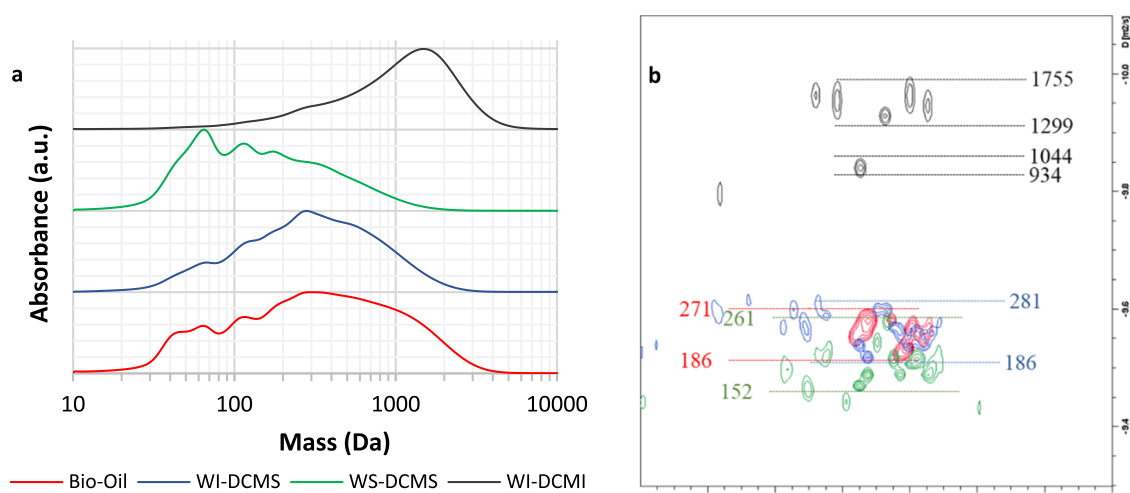 a
Absorbance (a.u.)
10
100
1000
10000
Mass (Da)
Bio-Oil
WI-DCMS
WS-DCMS
WI-DCMI
b
D [m2/s]
-10.0
-9.8
-9.6
-9.4
1755
1299
1044
934
271
281
261
186
186
152